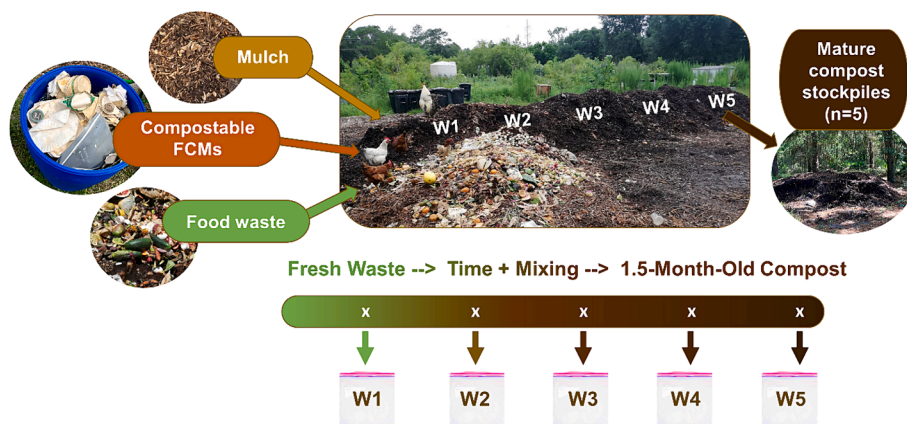 Mulch
Compostable
FCMs
Food waste
W1
W2
W3
W4
W5
Mature
compost
stockpiles
(n=5)
Fresh Waste --> Time + Mixing --> 1.5-Month-Old Compost
x x x x x
W1 W2 W3 W4 W5